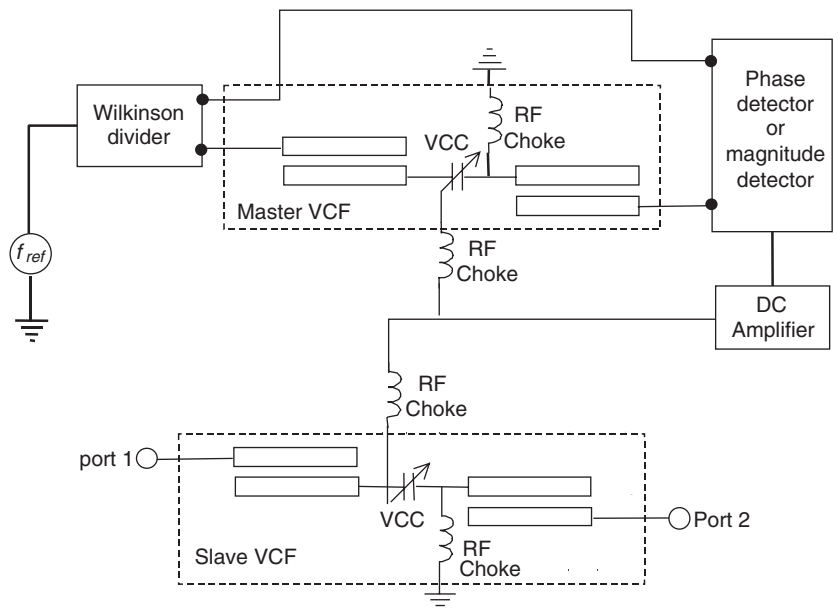 Wilkinson
divider
RF
Choke
VCC
Phase
detector
or
magnitude
detector
Master VCF
f ref
RF
Choke
DC
Amplifier
RF
Choke
port 1
VCC
Port 2
Slave VCF
RF
Choke